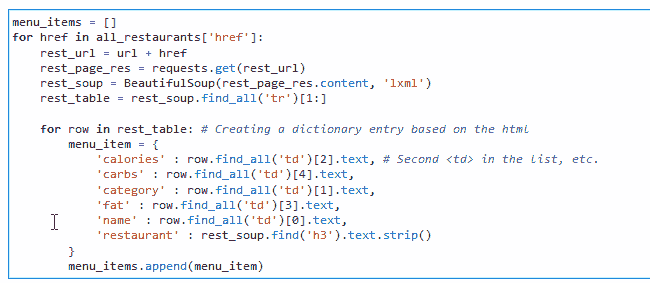 menu_items = []
for href in all_restaurants['href']:
    rest_url = url + href
    rest_page_res = requests.get(rest_url)
    rest_soup = BeautifulSoup(rest_page_res.content, 'lxml')
    rest_table = rest_soup.find_all('tr')[1:]

    for row in rest_table: # Creating a dictionary entry based on the html
        menu_item = {
            'calories' : row.find_all('td')[2].text, # Second <td> in the list, etc.
            'carbs' : row.find_all('td')[4].text,
            'category' : row.find_all('td')[1].text,
            'fat' : row.find_all('td')[3].text,
            'name' : row.find_all('td')[0].text,
            'restaurant' : rest_soup.find('h3').text.strip()
        }
        menu_items.append(menu_item)